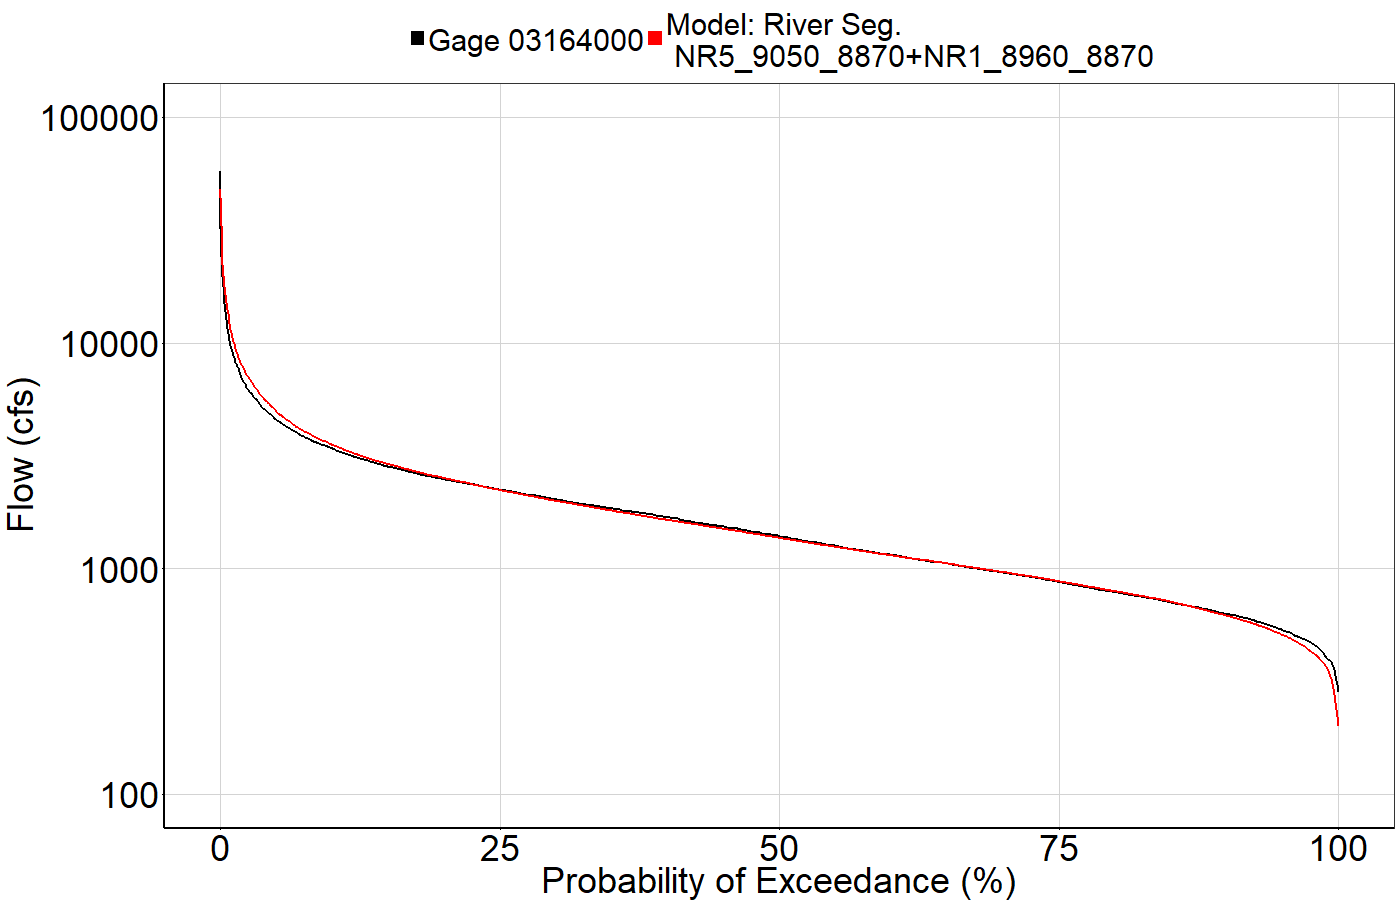 Gage 03164000
Model: River Seg.
NR5_9050_8870+NR1_8960_8870
Flow (cfs)
100000
10000
1000
100
0 25 50 75 100
Probability of Exceedance (%)